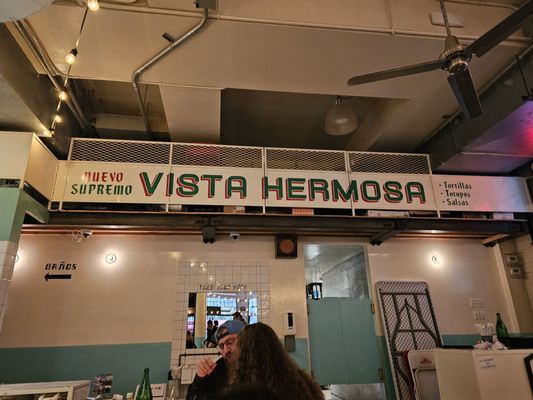 NUEVO
SUPREMO
VISTA HERMOSA
• Tortillas
• Totopos
• Salsas
BAÑOS